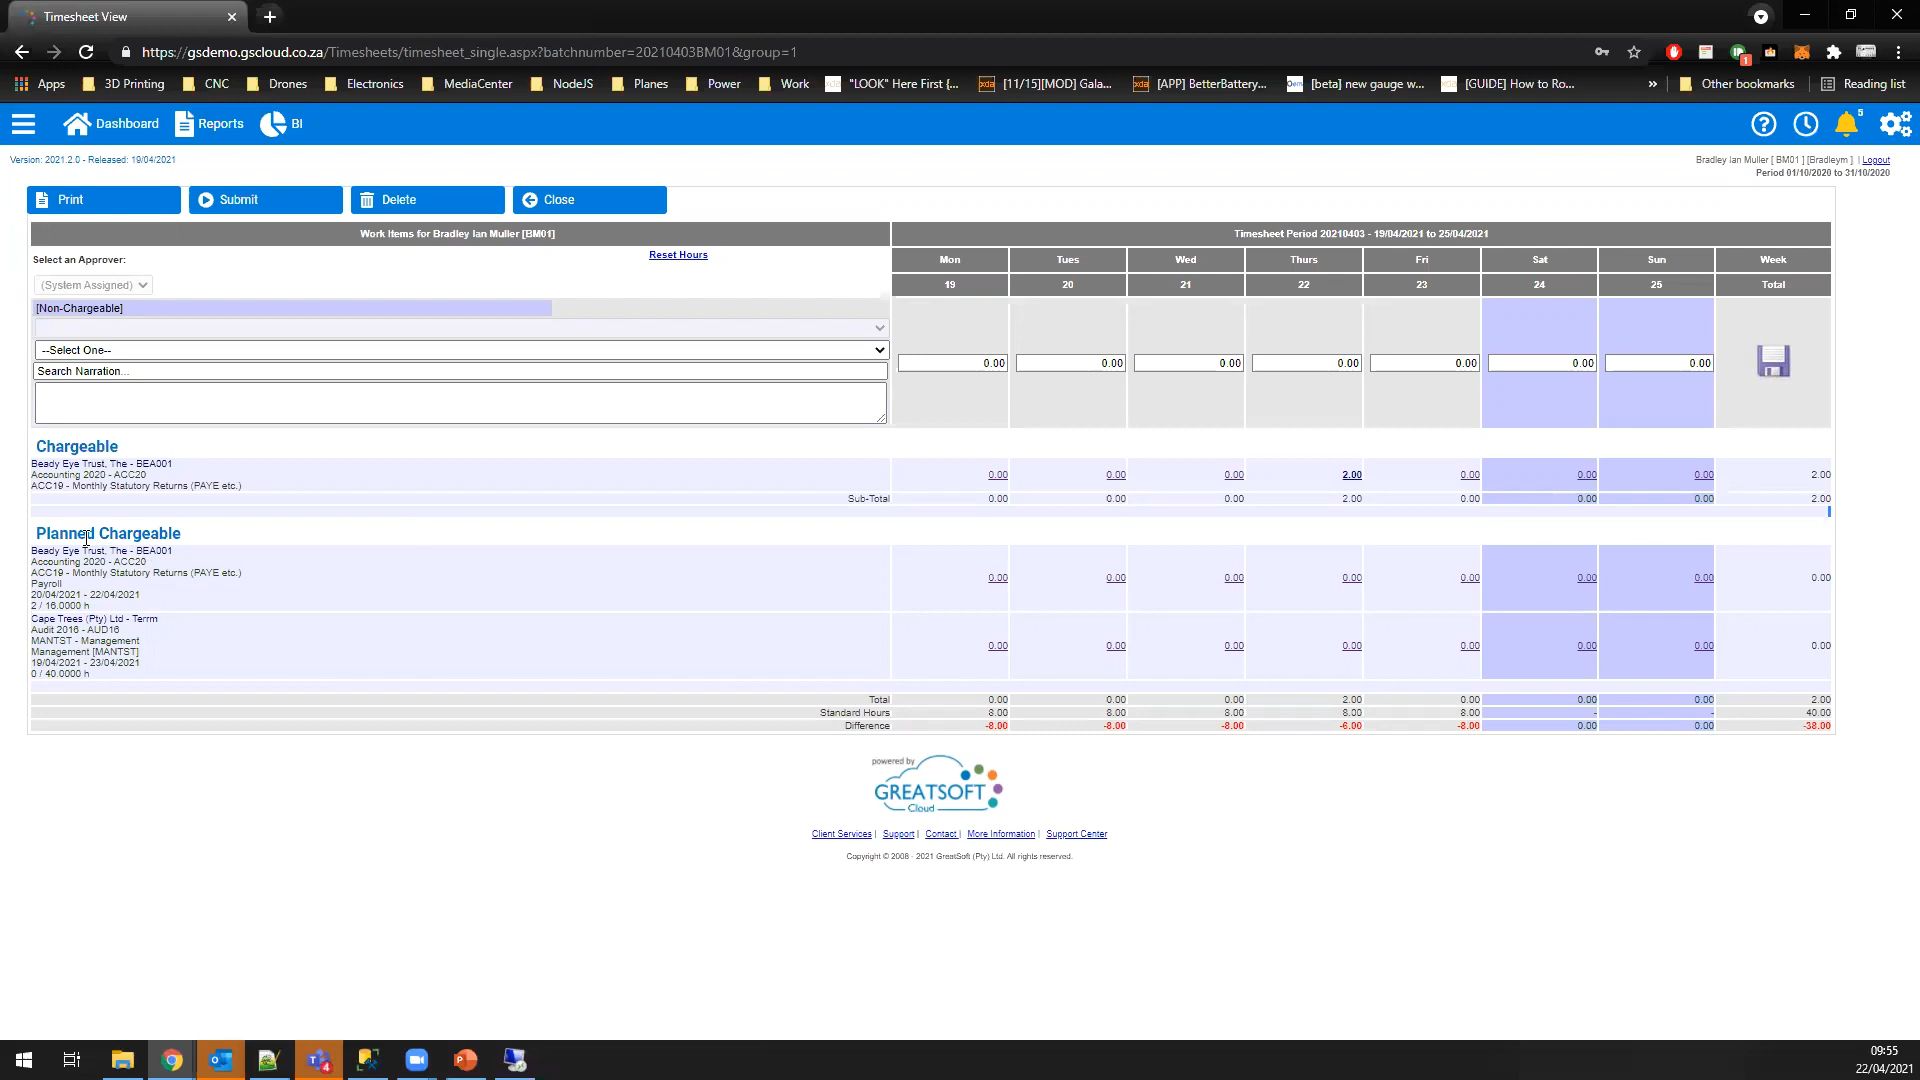 Timesheet View
https://gsdemo.gscloud.co.za/Timesheets/timesheet_single.aspx?batchnumber=20210403BM01&group=1
1
Apps 3D Printing CNC Drones Electronics MediaCenter NodeJS Planes Power Work "LOOK" Here First {... [11/15][MOD] Gala... [APP] BetterBattery... [beta] new gauge w... [GUIDE] How to Ro... » Other bookmarks Reading list
Dashboard Reports BI
Version: 2021.2.0 - Released: 19/04/2021
Bradley Ian Muller [ BM01 ] [Bradleym ] | Logout
Period 01/10/2020 to 31/10/2020
Print Submit Delete Close
Work Items for Bradley Ian Muller [BM01] Timesheet Period 20210403 - 19/04/2021 to 25/04/2021
Select an Approver: Reset Hours Mon Tues Wed Thurs Fri Sat Sun Week
(System Assigned) 19 20 21 22 23 24 25 Total
[Non-Chargeable]
--Select One--
0.00 0.00 0.00 0.00 0.00 0.00 0.00
Search Narration...
Chargeable
Beady Eye Trust, The - BEA001
Accounting 2020 - ACC20 0.00 0.00 0.00 2.00 0.00 0.00 0.00 2.00
ACC19 - Monthly Statutory Returns (PAYE etc.)
Sub-Total 0.00 0.00 0.00 2.00 0.00 0.00 0.00 2.00
Planned Chargeable
Beady Eye Trust, The - BEA001
Accounting 2020 - ACC20
ACC19 - Monthly Statutory Returns (PAYE etc.) 0.00 0.00 0.00 0.00 0.00 0.00 0.00 0.00
Payroll
20/04/2021 - 22/04/2021
2 / 16.0000 h
Cape Trees (Pty) Ltd - Terrm
Audit 2016 - AUD16
MANTST - Management 0.00 0.00 0.00 0.00 0.00 0.00 0.00 0.00
Management [MANTST]
19/04/2021 - 23/04/2021
0 / 40.0000 h
Total 0.00 0.00 0.00 2.00 0.00 0.00 0.00 2.00
Standard Hours 8.00 8.00 8.00 8.00 8.00 - - 40.00
Difference -8.00 -8.00 -8.00 -6.00 -8.00 0.00 0.00 -38.00
powered by
GREATSOFT
Cloud
Client Services | Support | Contact | More Information | Support Center
Copyright © 2008 - 2021 GreatSoft (Pty) Ltd. All rights reserved.
09:55
22/04/2021